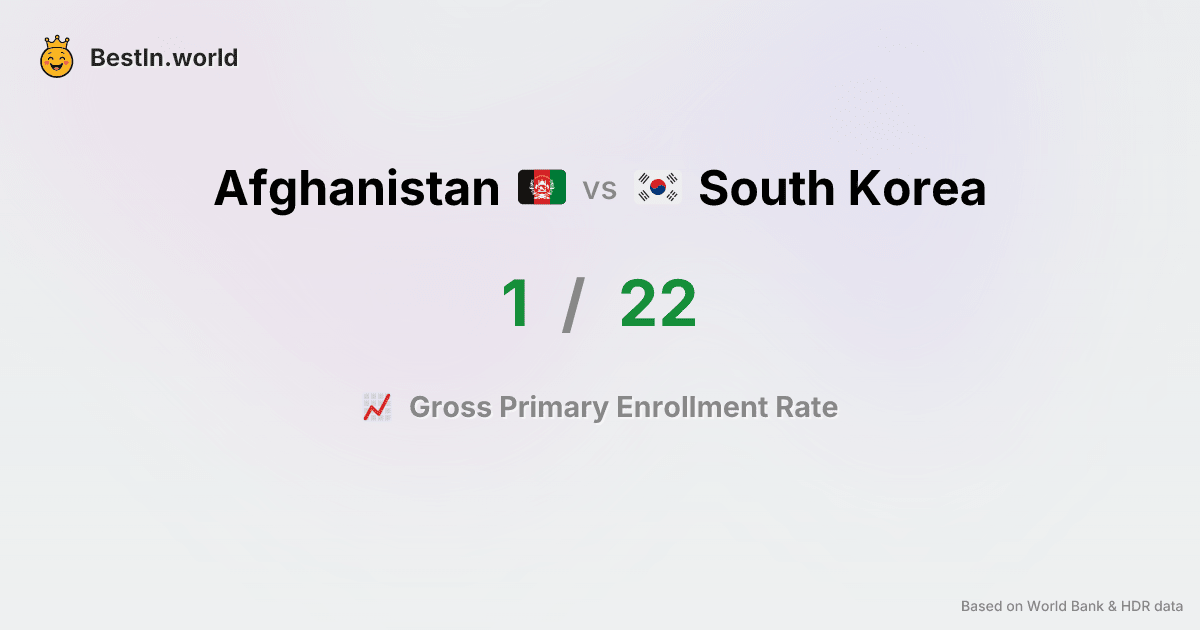 BestIn.world
Afghanistan vs South Korea
1 / 22
Gross Primary Enrollment Rate
Based on World Bank & HDR data